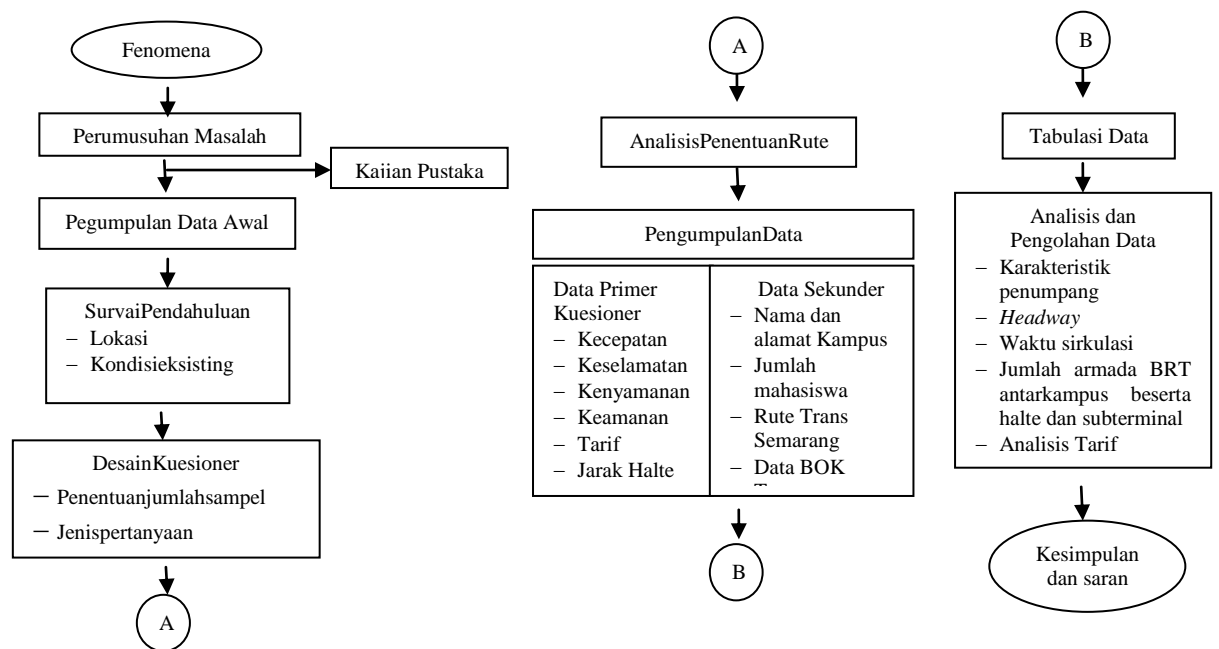 Fenomena
Perumusuhan Masalah
Kaiian Pustaka
Pegumpulan Data Awal
SurvaiPendahuluan
– Lokasi
– Kondisieksisting
DesainKuesioner
– Penentuanjumlahsampel
– Jenispertanyaan
A
A
AnalisisPenentuanRute
PengumpulanData
Data Primer
Kuesioner
– Kecepatan
– Keselamatan
– Kenyamanan
– Keamanan
– Tarif
– Jarak Halte
Data Sekunder
– Nama dan
alamat Kampus
– Jumlah
mahasiswa
– Rute Trans
Semarang
– Data BOK
B
B
Tabulasi Data
Analisis dan
Pengolahan Data
– Karakteristik
penumpang
– Headway
– Waktu sirkulasi
– Jumlah armada BRT
antarkampus beserta
halte dan subterminal
– Analisis Tarif
Kesimpulan
dan saran